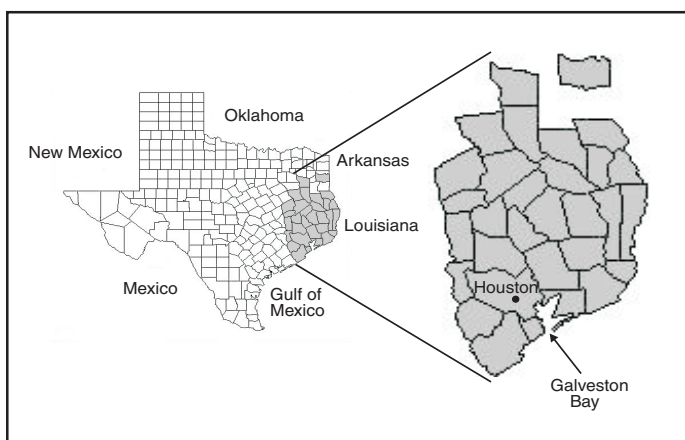 Oklahoma
New Mexico
Arkansas
Louisiana
Mexico
Gulf of
Mexico
Houston
Galveston
Bay